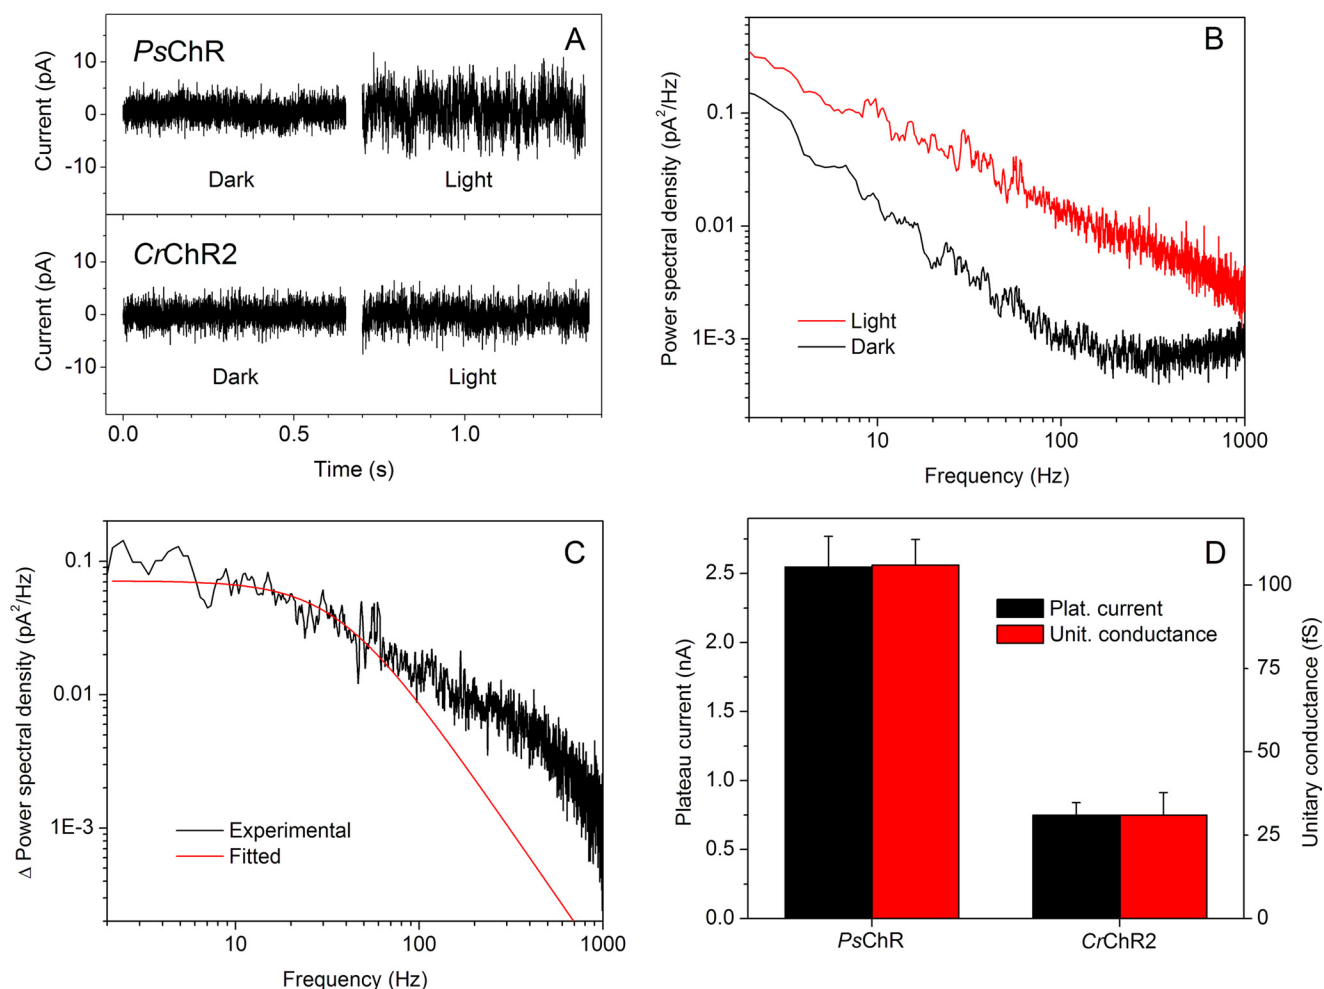 A
PsChR
Current (pA)
10
0
-10
Dark
Light
CrChR2
Current (pA)
10
0
-10
Dark
Light
0.0
0.5
1.0
Time (s)
B
Power spectral density (pA²/Hz)
0.1
0.01
1E-3
Light
Dark
10
100
1000
Frequency (Hz)
C
Δ Power spectral density (pA²/Hz)
0.1
0.01
1E-3
Experimental
Fitted
10
100
1000
Frequency (Hz)
D
Plateau current (nA)
2.5
2.0
1.5
1.0
0.5
0.0
Plat. current
Unit. conductance
100
75
50
25
0
Unitary conductance (fS)
PsChR
CrChR2